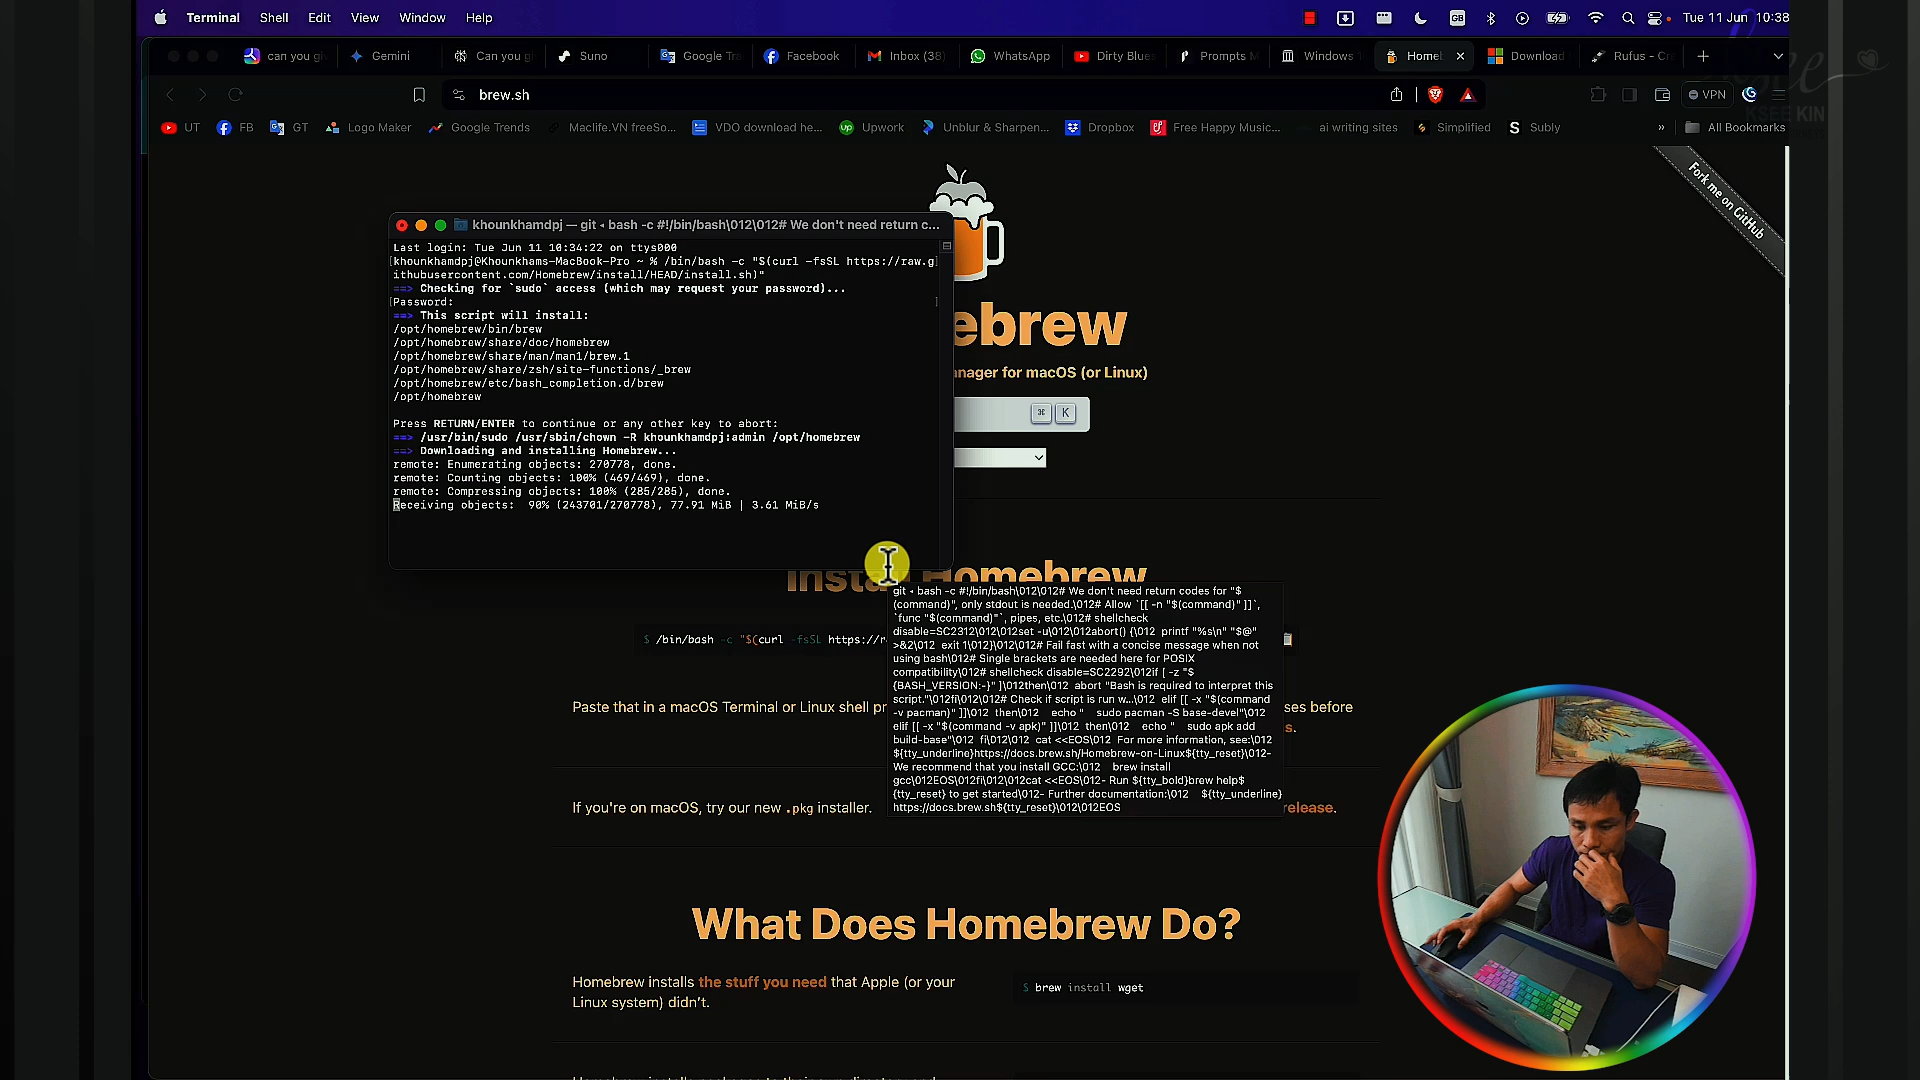 Terminal Shell Edit View Window Help GB Tue 11 Jun 10:38
can you gi Gemini Can you g Suno Google Tra Facebook Inbox (38) WhatsApp Dirty Blues Prompts M Windows Homel Download Rufus - Cre
brew.sh VPN
UT FB GT Logo Maker Google Trends Maclife.VN freeSo... VDO download he... Upwork Unblur & Sharpen,... Dropbox Free Happy Music... ai writing sites Simplified Subly » All Bookmarks
KSEE KIN
Fork me on GitHub
khounkhamdpj — git ◂ bash -c #!/bin/bash\012\012# We don't need return c...
Last login: Tue Jun 11 10:34:22 on ttys000
[khounkhamdpj@Khounkhams-MacBook-Pro ~ % /bin/bash -c "$(curl -fsSL https://raw.g]
ithubusercontent.com/Homebrew/install/HEAD/install.sh)"
==> Checking for `sudo` access (which may request your password)...
[Password: ]
==> This script will install:
/opt/homebrew/bin/brew
/opt/homebrew/share/doc/homebrew
/opt/homebrew/share/man/man1/brew.1
/opt/homebrew/share/zsh/site-functions/_brew
/opt/homebrew/etc/bash_completion.d/brew
/opt/homebrew
Press RETURN/ENTER to continue or any other key to abort:
==> /usr/bin/sudo /usr/sbin/chown -R khounkhamdpj:admin /opt/homebrew
==> Downloading and installing Homebrew...
remote: Enumerating objects: 270778, done.
remote: Counting objects: 100% (469/469), done.
remote: Compressing objects: 100% (285/285), done.
Receiving objects: 90% (243701/270778), 77.91 MiB | 3.61 MiB/s
ebrew
anager for macOS (or Linux)
⌘ K
Install Homebrew
$ /bin/bash -c "$(curl -fsSL https://r
git ◂ bash -c #!/bin/bash\012\012# We don't need return codes for "$
(command)", only stdout is needed.\012# Allow `[[ -n "$(command)" ]]`,
`func "$(command)"`, pipes, etc.\012# shellcheck
disable=SC2312\012\012set -u\012\012abort() {\012 printf "%s\n" "$@"
>&2\012 exit 1\012}\012\012# Fail fast with a concise message when not
using bash\012# Single brackets are needed here for POSIX
compatibility\012# shellcheck disable=SC2292\012if [ -z "$
{BASH_VERSION:-}" ]\012then\012 abort "Bash is required to interpret this
script."\012fi\012\012# Check if script is run w... elif [[ -x "$(command
-v pacman)" ]]\012 then\012 echo " sudo pacman -S base-devel"\012
elif [[ -x "$(command -v apk)" ]]\012 then\012 echo " sudo apk add
build-base"\012 fi\012 cat <<EOS\012 For more information, see:\012
${tty_underline}https://docs.brew.sh/Homebrew-on-Linux${tty_reset}\012-
We recommend that you install GCC:\012 brew install
gcc\012EOS\012fi\012\012cat <<EOS\012- Run ${tty_bold}brew help$
{tty_reset} to get started\012- Further documentation:\012 ${tty_underline}
https://docs.brew.sh${tty_reset}\012\012EOS
Paste that in a macOS Terminal or Linux shell pr ses before
s.
If you're on macOS, try our new .pkg installer. release.
What Does Homebrew Do?
Homebrew installs the stuff you need that Apple (or your
Linux system) didn't.
$ brew install wget